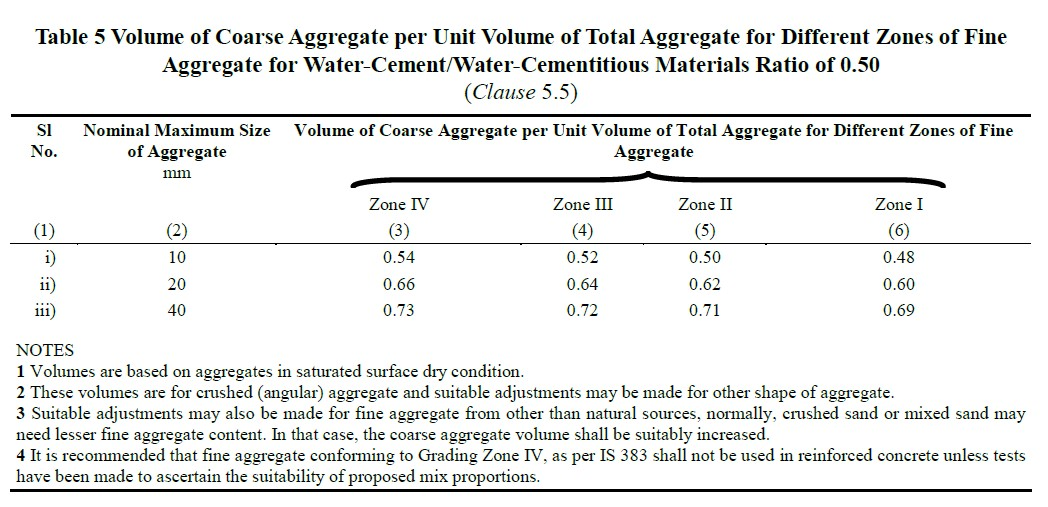 Table 5 Volume of Coarse Aggregate per Unit Volume of Total Aggregate for Different Zones of Fine
Aggregate for Water-Cement/Water-Cementitious Materials Ratio of 0.50
(Clause 5.5)
Sl Nominal Maximum Size Volume of Coarse Aggregate per Unit Volume of Total Aggregate for Different Zones of Fine
No. of Aggregate Aggregate
mm
Zone IV Zone III Zone II Zone I
(1) (2) (3) (4) (5) (6)
i) 10 0.54 0.52 0.50 0.48
ii) 20 0.66 0.64 0.62 0.60
iii) 40 0.73 0.72 0.71 0.69
NOTES
1 Volumes are based on aggregates in saturated surface dry condition.
2 These volumes are for crushed (angular) aggregate and suitable adjustments may be made for other shape of aggregate.
3 Suitable adjustments may also be made for fine aggregate from other than natural sources, normally, crushed sand or mixed sand may
need lesser fine aggregate content. In that case, the coarse aggregate volume shall be suitably increased.
4 It is recommended that fine aggregate conforming to Grading Zone IV, as per IS 383 shall not be used in reinforced concrete unless tests
have been made to ascertain the suitability of proposed mix proportions.